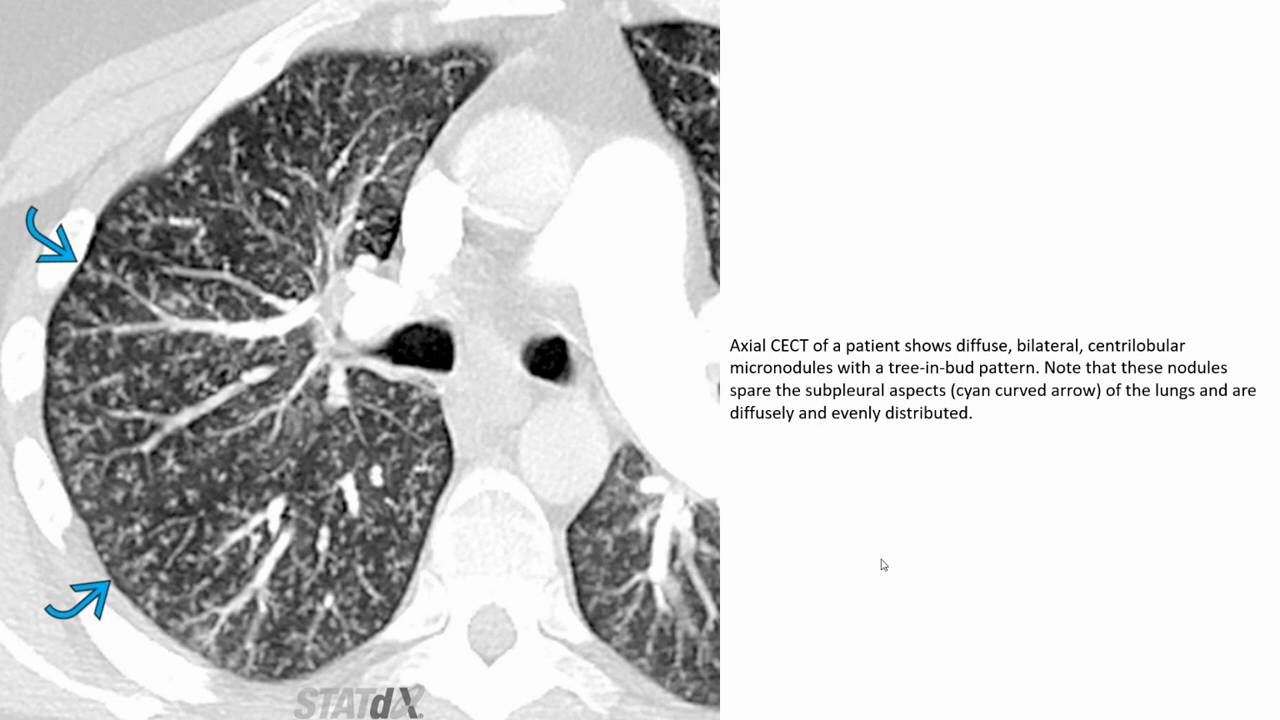 Axial CECT of a patient shows diffuse, bilateral, centrilobular
micronodules with a tree-in-bud pattern. Note that these nodules
spare the subpleural aspects (cyan curved arrow) of the lungs and are
diffusely and evenly distributed.
STATdX®